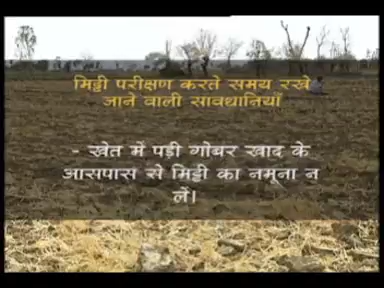 मिट्टी परीक्षण करते समय रखे
जाने वाली सावधानियाँ
- खेत में पड़ी गोबर खाद के
आसपास से मिट्टी का नमूना न
लें।